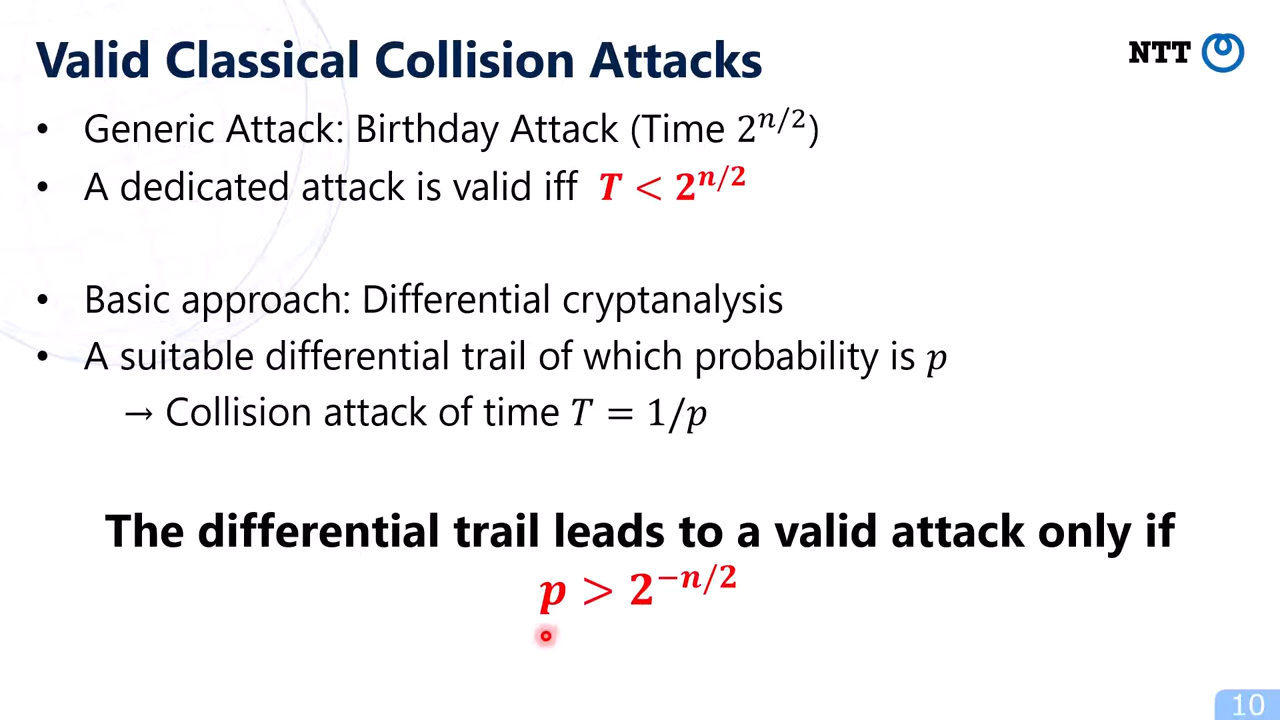 Valid Classical Collision Attacks
NTT
• Generic Attack: Birthday Attack (Time 2^{n/2})
• A dedicated attack is valid iff T < 2^{n/2}
• Basic approach: Differential cryptanalysis
• A suitable differential trail of which probability is p
→ Collision attack of time T = 1/p
The differential trail leads to a valid attack only if
p > 2^{−n/2}
10